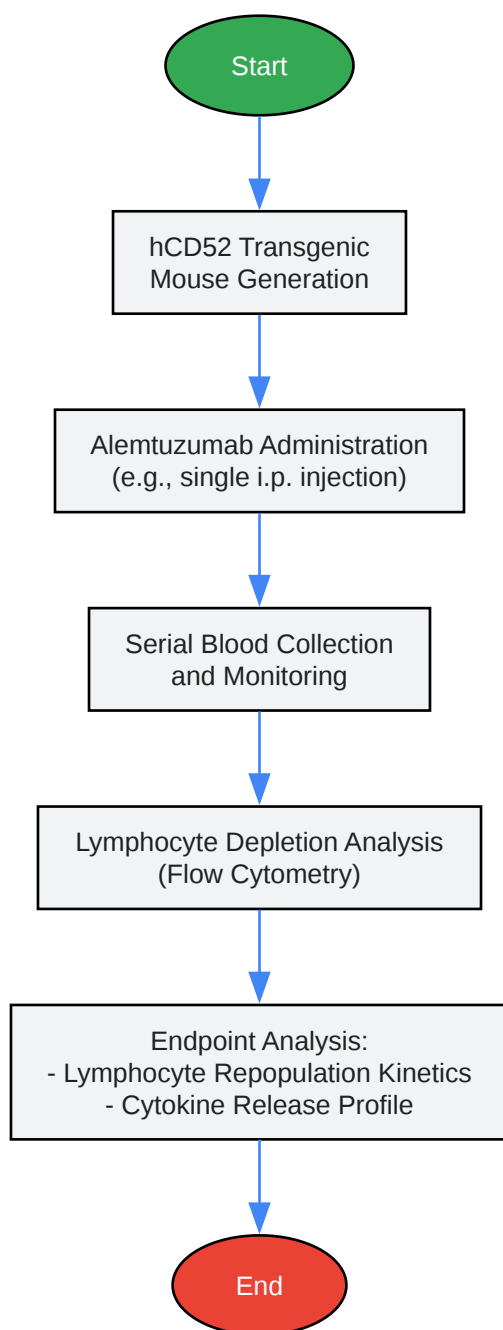 Start
hCD52 Transgenic
Mouse Generation
Alemtuzumab Administration
(e.g., single i.p. injection)
Serial Blood Collection
and Monitoring
Lymphocyte Depletion Analysis
(Flow Cytometry)
Endpoint Analysis:
- Lymphocyte Repopulation Kinetics
- Cytokine Release Profile
End